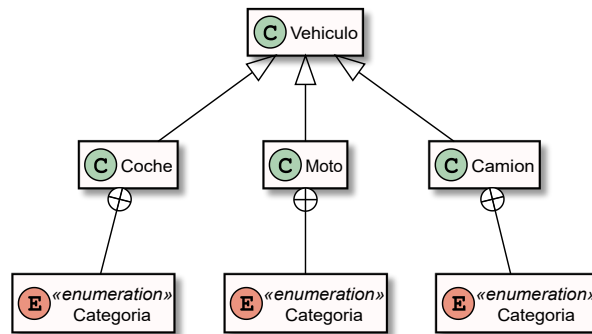 C Vehiculo
C Coche
C Moto
C Camion
E «enumeration»
Categoria
E «enumeration»
Categoria
E «enumeration»
Categoria